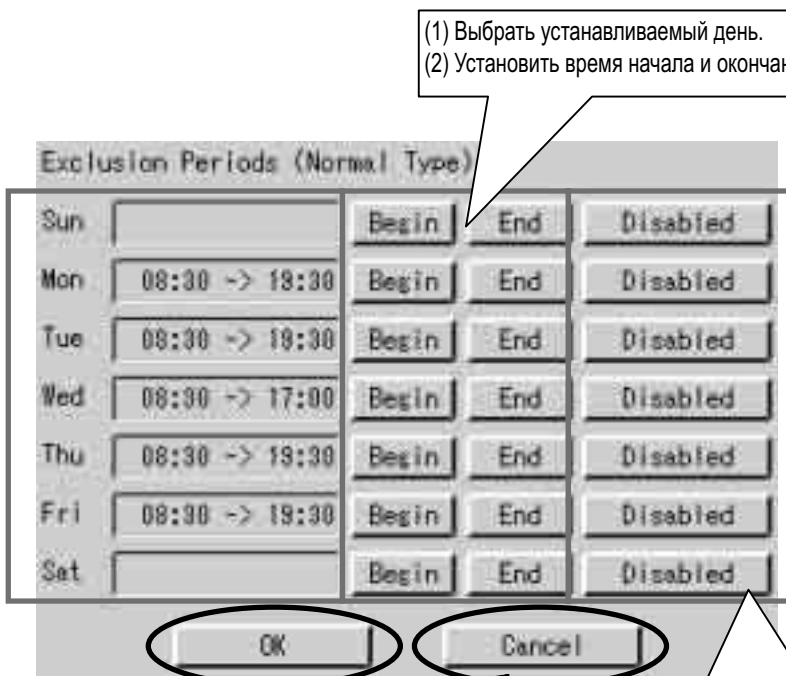 (1) Выбрать устанавливаемый день.
(2) Установить время начала и окончан
Exclusion Periods (Normal Type)
Sun Begin End Disabled
Mon 08:30 -> 19:30 Begin End Disabled
Tue 08:30 -> 19:30 Begin End Disabled
Wed 08:30 -> 17:00 Begin End Disabled
Thu 08:30 -> 19:30 Begin End Disabled
Fri 08:30 -> 19:30 Begin End Disabled
Sat Begin End Disabled
OK Cancel